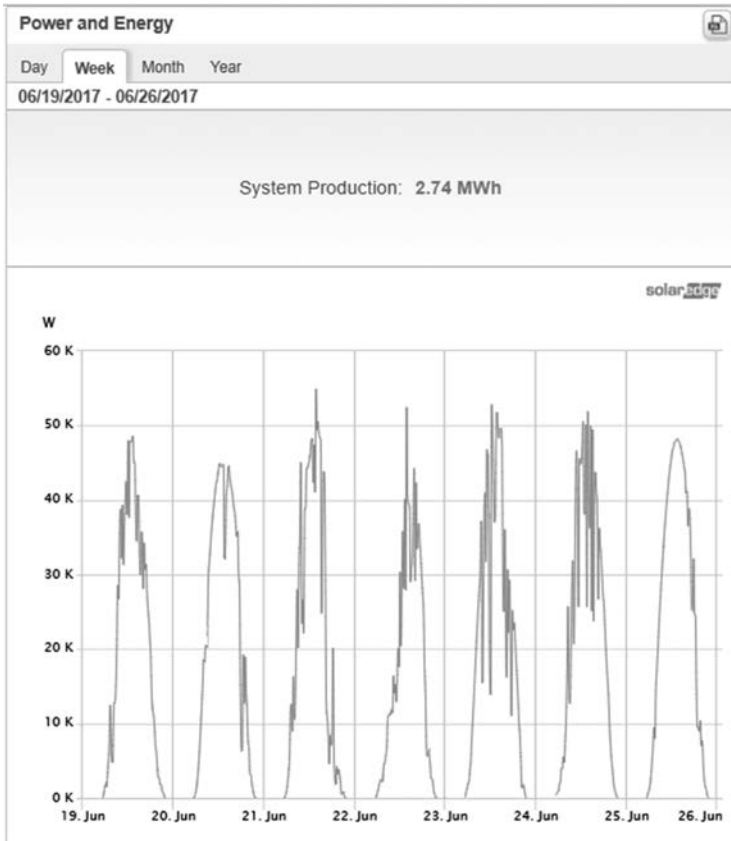 Power and Energy
Day Week Month Year
06/19/2017 - 06/26/2017
System Production: 2.74 MWh
solaredge
W
60 K
50 K
40 K
30 K
20 K
10 K
0 K
19. Jun 20. Jun 21. Jun 22. Jun 23. Jun 24. Jun 25. Jun 26. Jun